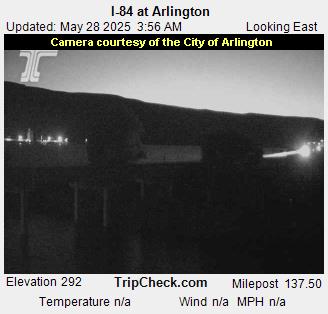 I-84 at Arlington
Updated: May 28 2025 3:56 AM Looking East
Camera courtesy of the City of Arlington
Elevation 292 TripCheck.com Milepost 137.50
Temperature n/a Wind n/a MPH n/a